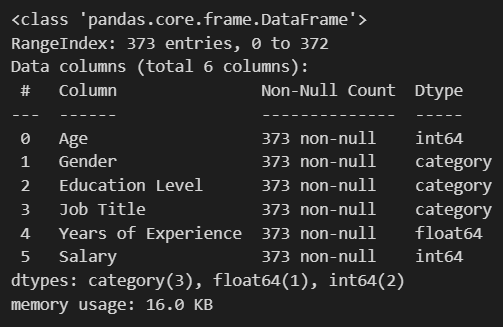 <class 'pandas.core.frame.DataFrame'>
RangeIndex: 373 entries, 0 to 372
Data columns (total 6 columns):
 #   Column               Non-Null Count  Dtype
---  ------               --------------  -----
 0   Age                  373 non-null    int64
 1   Gender               373 non-null    category
 2   Education Level      373 non-null    category
 3   Job Title            373 non-null    category
 4   Years of Experience  373 non-null    float64
 5   Salary               373 non-null    int64
dtypes: category(3), float64(1), int64(2)
memory usage: 16.0 KB